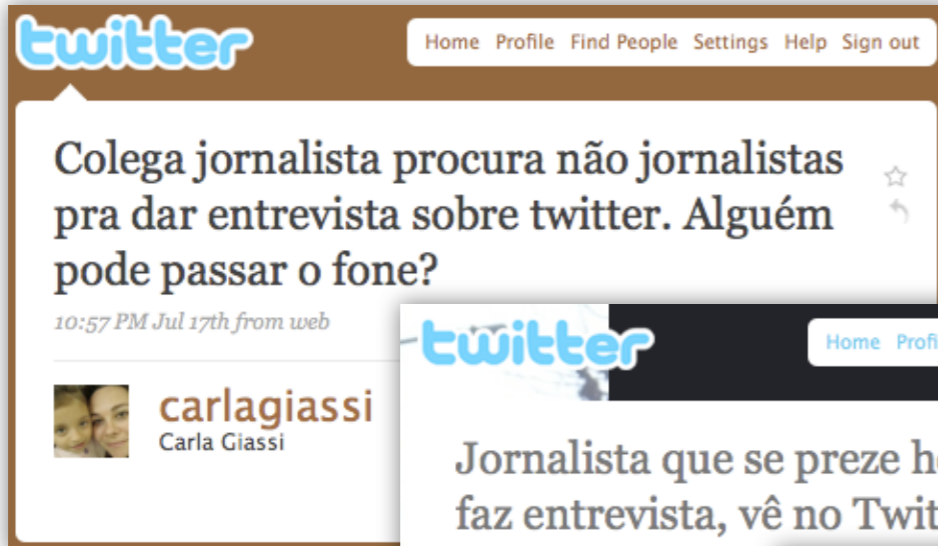 twitter
Home Profile Find People Settings Help Sign out
Colega jornalista procura não jornalistas
pra dar entrevista sobre twitter. Alguém
pode passar o fone?
10:57 PM Jul 17th from web
carlagiassi
Carla Giassi
twitter
Home
Jornalista que se preze
faz entrevista, vê no